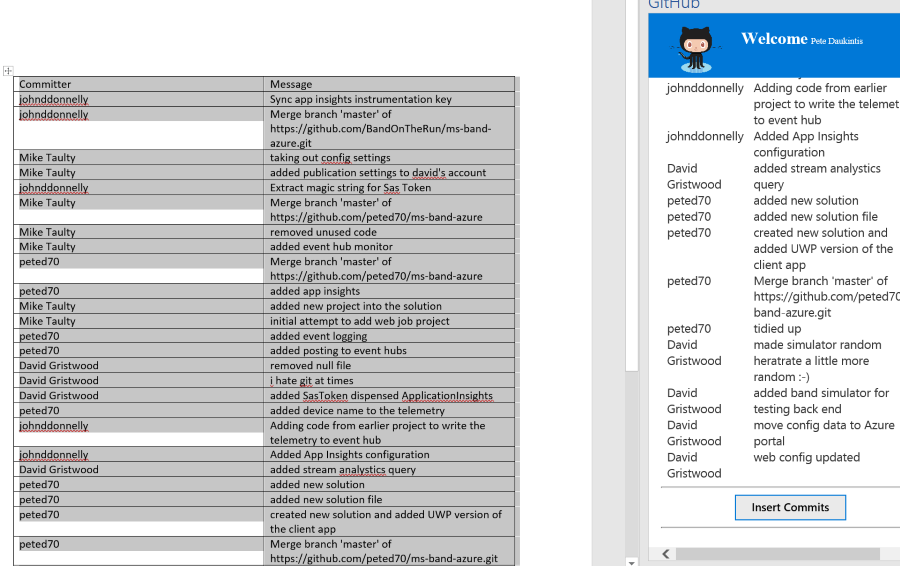 Committer Message
johnddonnelly Sync app insights instrumentation key
johnddonnelly Merge branch 'master' of
https://github.com/BandOnTheRun/ms-band-
azure.git
Mike Taulty taking out config settings
Mike Taulty added publication settings to david's account
johnddonnelly Extract magic string for Sas Token
Mike Taulty Merge branch 'master' of
https://github.com/peted70/ms-band-azure
Mike Taulty removed unused code
Mike Taulty added event hub monitor
peted70 Merge branch 'master' of
https://github.com/peted70/ms-band-azure
peted70 added app insights
Mike Taulty added new project into the solution
Mike Taulty initial attempt to add web job project
peted70 added event logging
peted70 added posting to event hubs
David Gristwood removed null file
David Gristwood i hate git at times
David Gristwood added SasToken dispensed ApplicationInsights
peted70 added device name to the telemetry
johnddonnelly Adding code from earlier project to write the
telemetry to event hub
johnddonnelly Added App Insights configuration
David Gristwood added stream analystics query
peted70 added new solution
peted70 added new solution file
peted70 created new solution and added UWP version of
the client app
peted70 Merge branch 'master' of
https://github.com/peted70/ms-band-azure.git
GitHub
Welcome Pete Daukintis
johnddonnelly Adding code from earlier
project to write the telemet
to event hub
johnddonnelly Added App Insights
configuration
David added stream analystics
Gristwood query
peted70 added new solution
peted70 added new solution file
peted70 created new solution and
added UWP version of the
client app
peted70 Merge branch 'master' of
https://github.com/peted70
band-azure.git
peted70 tidied up
David made simulator random
Gristwood heratrate a little more
random :-)
David added band simulator for
Gristwood testing back end
David move config data to Azure
Gristwood portal
David web config updated
Gristwood
Insert Commits